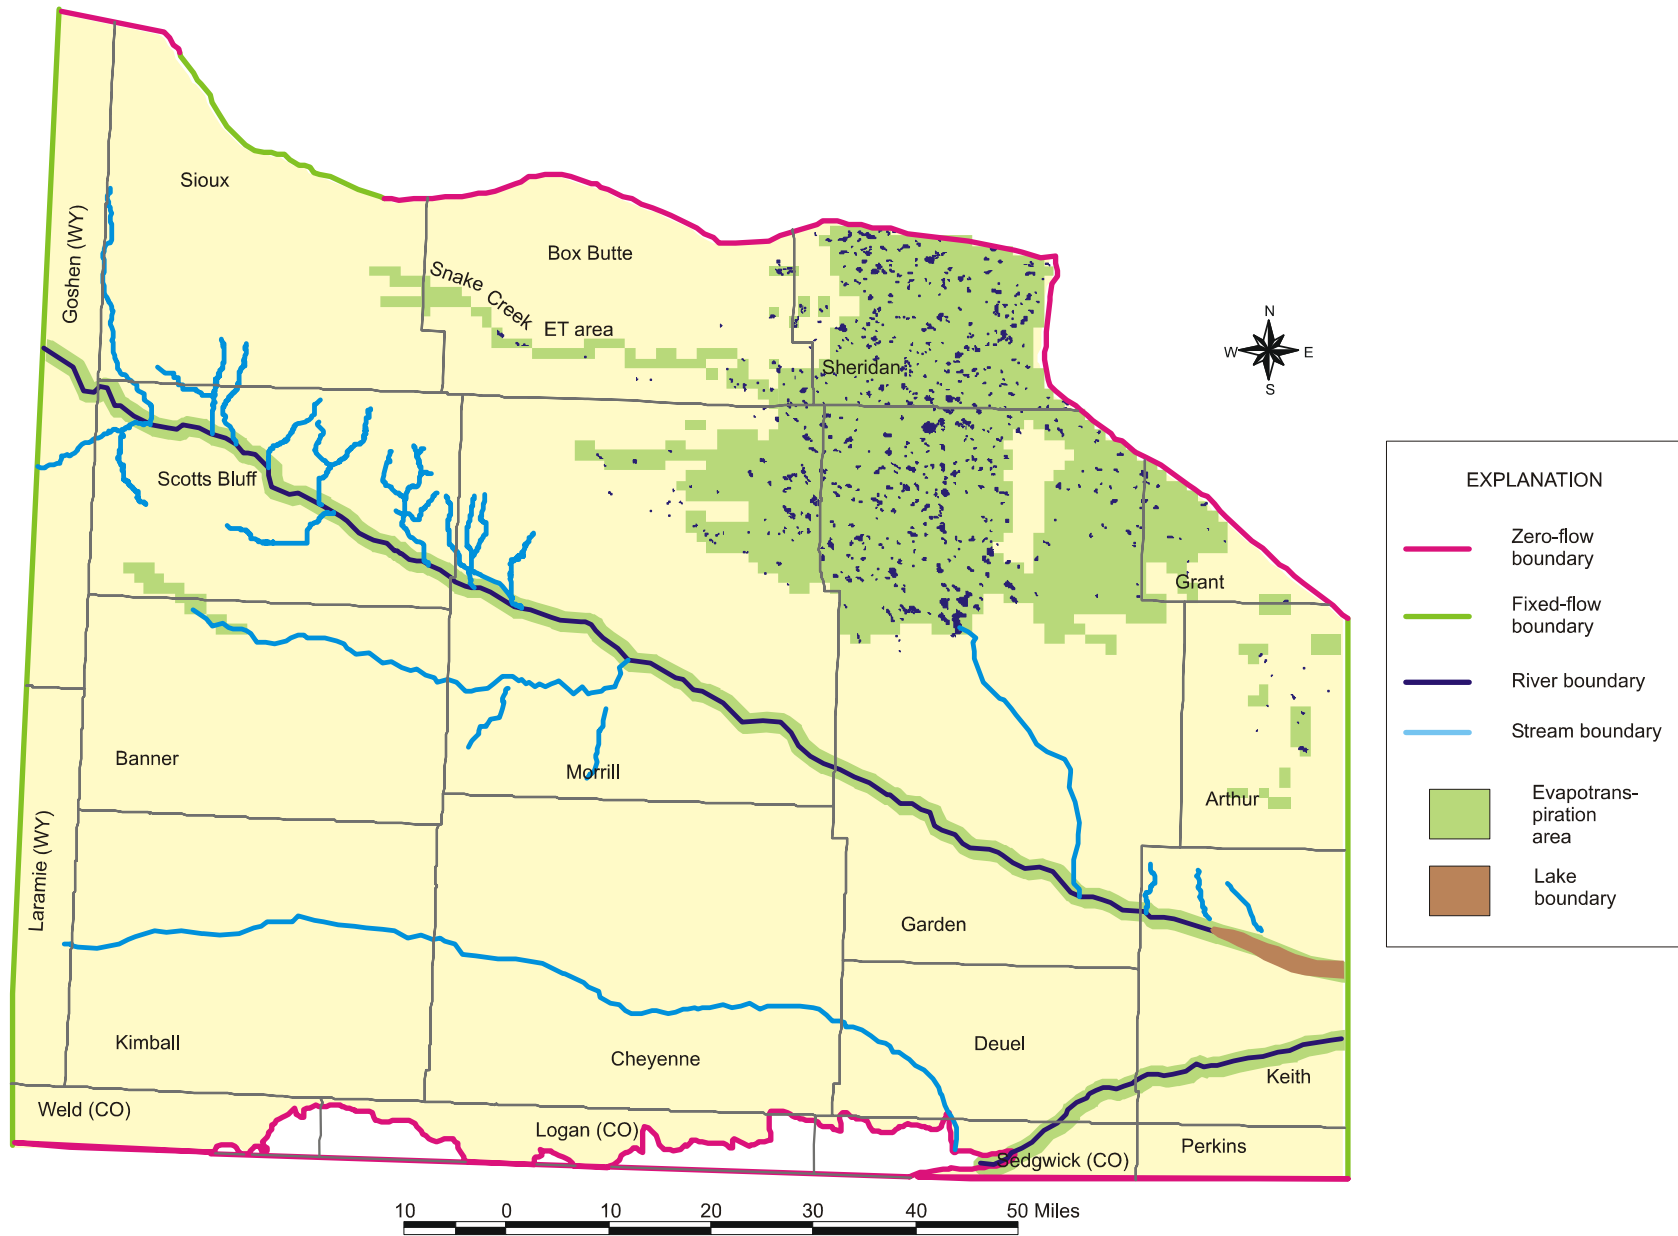 Sioux
Goshen (WY)
Box Butte
Snake Creek
ET area
Sheridan
N
W E
S
Scotts Bluff
EXPLANATION
Zero-flow
boundary
Fixed-flow
boundary
River boundary
Stream boundary
Evapotrans-
piration
area
Lake
boundary
Grant
Banner
Morrill
Arthur
Laramie (WY)
Garden
Kimball
Cheyenne
Deuel
Keith
Weld (CO)
Logan (CO)
Sedgwick (CO)
Perkins
10 0 10 20 30 40 50 Miles